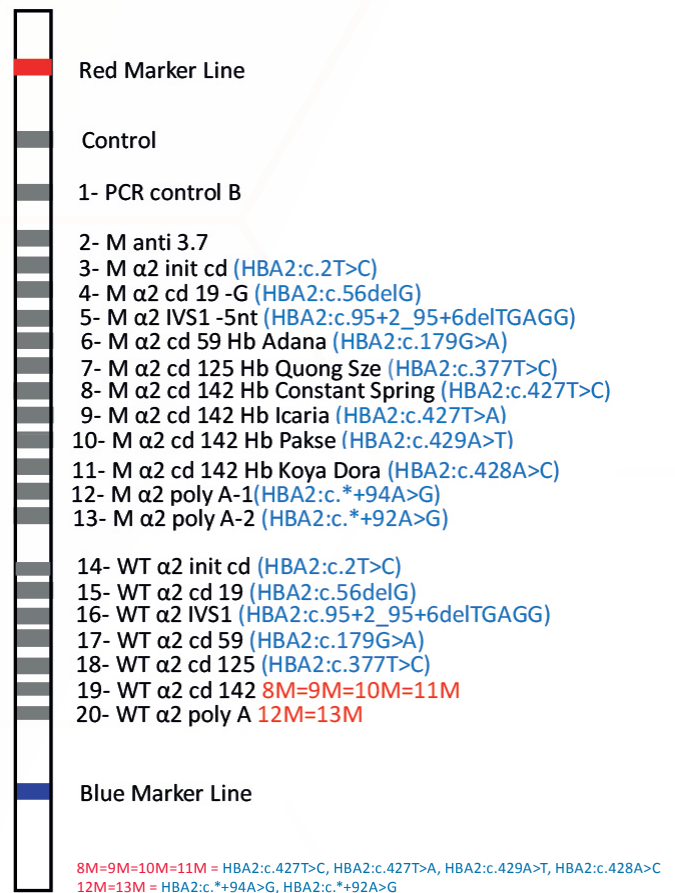 Red Marker Line
Control
1- PCR control B
2- M anti 3.7
3- M α2 init cd (HBA2:c.2T>C)
4- M α2 cd 19 -G (HBA2:c.56delG)
5- M α2 IVS1 -5nt (HBA2:c.95+2_95+6delTGAGG)
6- M α2 cd 59 Hb Adana (HBA2:c.179G>A)
7- M α2 cd 125 Hb Quong Sze (HBA2:c.377T>C)
8- M α2 cd 142 Hb Constant Spring (HBA2:c.427T>C)
9- M α2 cd 142 Hb Icaria (HBA2:c.427T>A)
10- M α2 cd 142 Hb Pakse (HBA2:c.429A>T)
11- M α2 cd 142 Hb Koya Dora (HBA2:c.428A>C)
12- M α2 poly A-1(HBA2:c.*+94A>G)
13- M α2 poly A-2 (HBA2:c.*+92A>G)
14- WT α2 init cd (HBA2:c.2T>C)
15- WT α2 cd 19 (HBA2:c.56delG)
16- WT α2 IVS1 (HBA2:c.95+2_95+6delTGAGG)
17- WT α2 cd 59 (HBA2:c.179G>A)
18- WT α2 cd 125 (HBA2:c.377T>C)
19- WT α2 cd 142 8M=9M=10M=11M
20- WT α2 poly A 12M=13M
Blue Marker Line
8M=9M=10M=11M = HBA2:c.427T>C, HBA2:c.427T>A, HBA2:c.429A>T, HBA2:c.428A>C
12M=13M = HBA2:c.*+94A>G, HBA2:c.*+92A>G